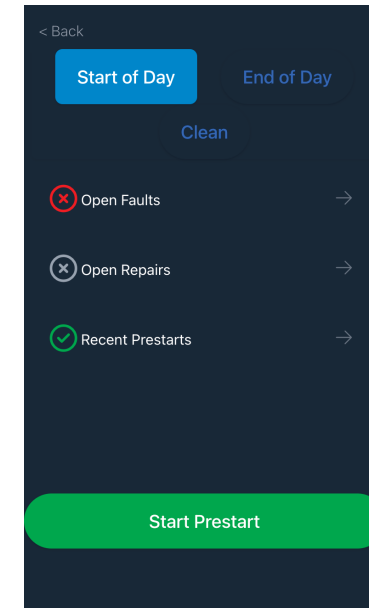 < Back
Start of Day
End of Day
Clean
Open Faults
Open Repairs
Recent Prestarts
Start Prestart